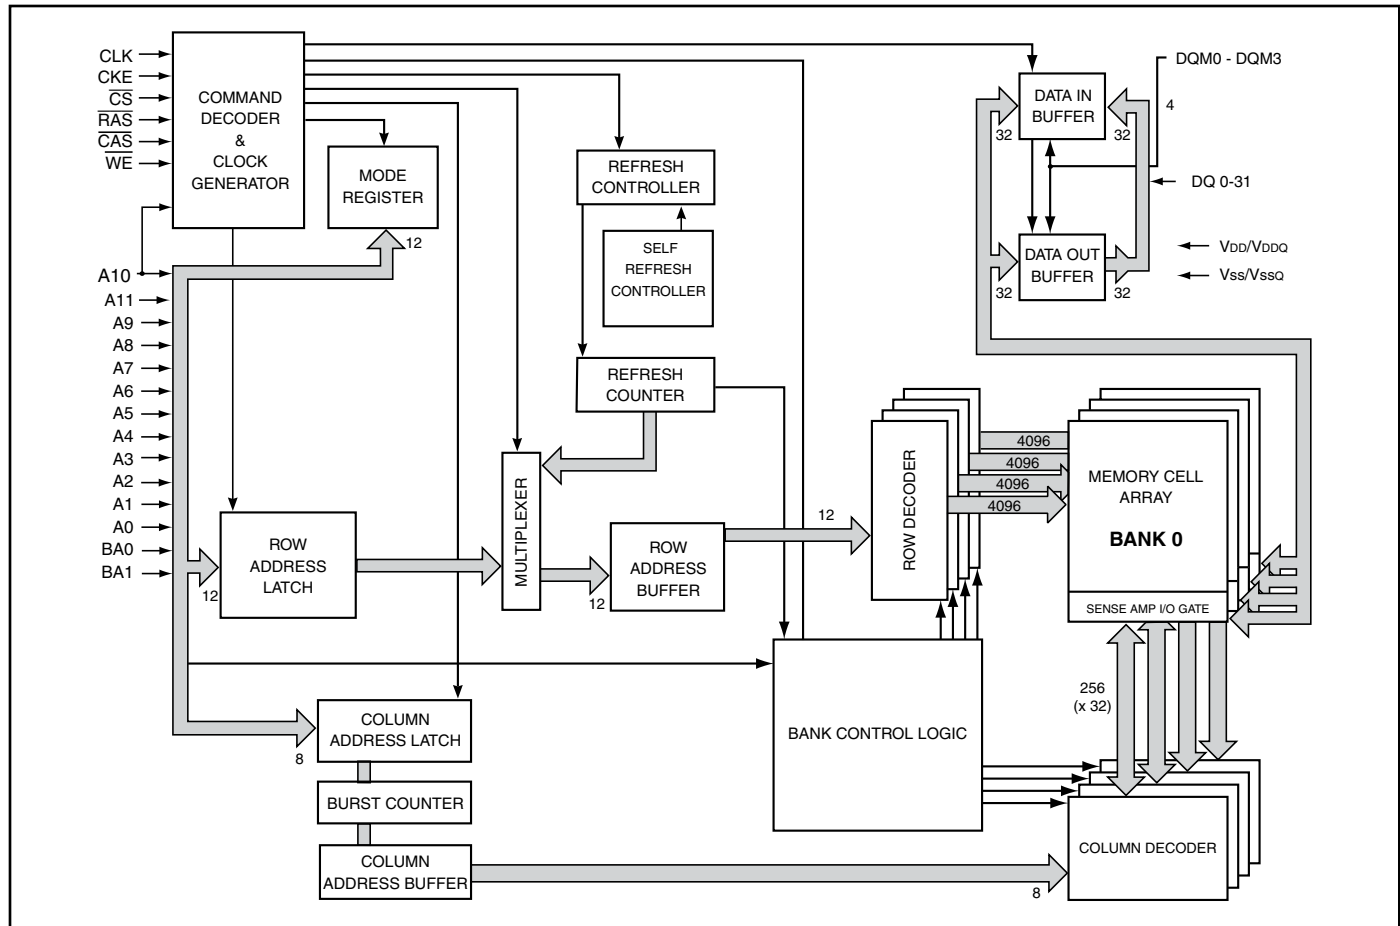 CLK
CKE
C̅S̅
R̅A̅S̅
C̅A̅S̅
W̅E̅
A10
A11
A9
A8
A7
A6
A5
A4
A3
A2
A1
A0
BA0
BA1
COMMAND
DECODER
&
CLOCK
GENERATOR
MODE
REGISTER
12
REFRESH
CONTROLLER
SELF
REFRESH
CONTROLLER
REFRESH
COUNTER
DATA IN
BUFFER
32
32
DQM0 - DQM3
4
DQ 0-31
DATA OUT
BUFFER
32
32
VDD/VDDQ
Vss/VssQ
12
ROW
ADDRESS
LATCH
MULTIPLEXER
12
ROW
ADDRESS
BUFFER
12
ROW DECODER
4096
4096
4096
4096
MEMORY CELL
ARRAY
BANK 0
SENSE AMP I/O GATE
256
(x 32)
BANK CONTROL LOGIC
8
COLUMN
ADDRESS LATCH
BURST COUNTER
COLUMN
ADDRESS BUFFER
8
COLUMN DECODER